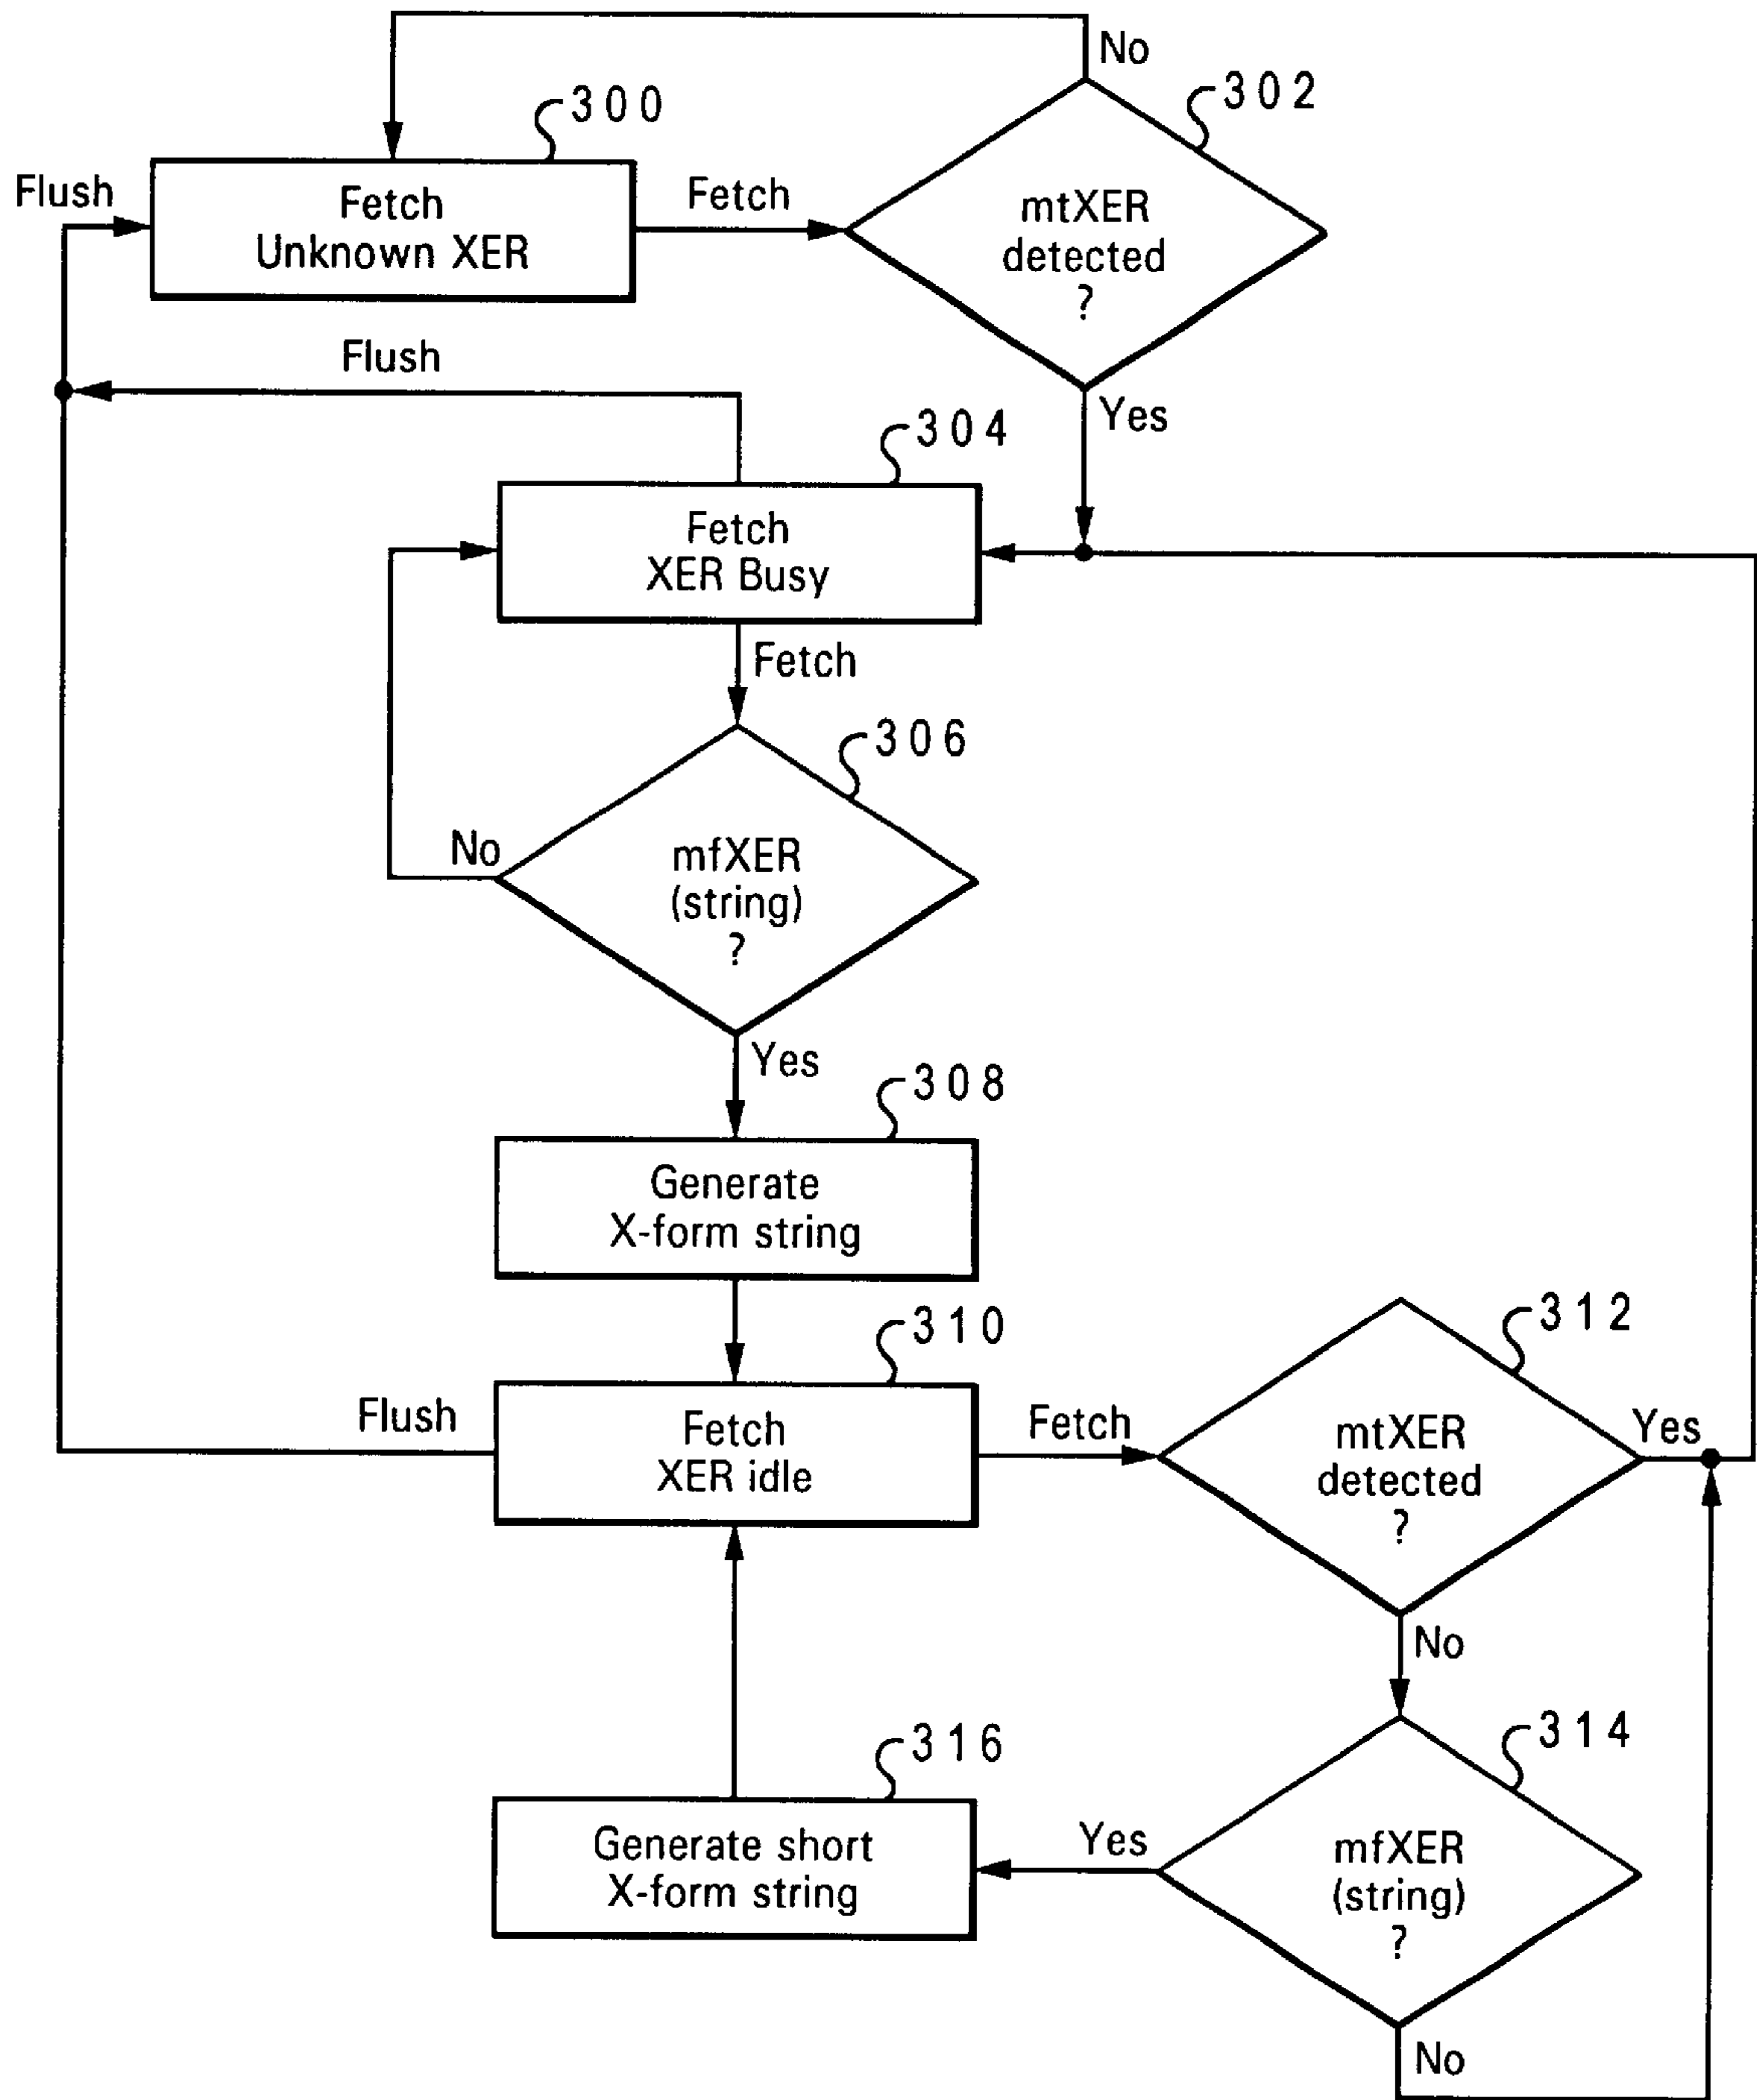 No
302
300
Flush
Fetch
Unknown XER
Fetch
mtXER
detected
?
Flush
Yes
304
Fetch
XER Busy
Fetch
306
No
mfXER
(string)
?
Yes
308
Generate
X-form string
310
312
Flush
Fetch
XER idle
Fetch
mtXER
detected
?
Yes
No
316
314
Generate short
X-form string
Yes
mfXER
(string)
?
No